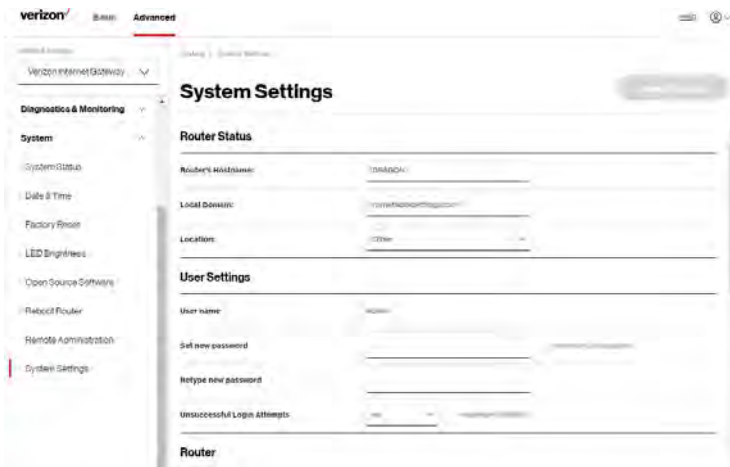 verizon
Basic Advanced
Verizon Internet Gateway
System Settings
Diagnostics & Monitoring
System
Router Status
System Status
Router's Hostname:
Date & Time
Local Domain:
Factory Reset
Location:
Other
LED Brightness
Open Source Software
User Settings
Reboot Router
User name
Remote Administration
Set new password
System Settings
Retype new password
Unsuccessful Login Attempts
Router